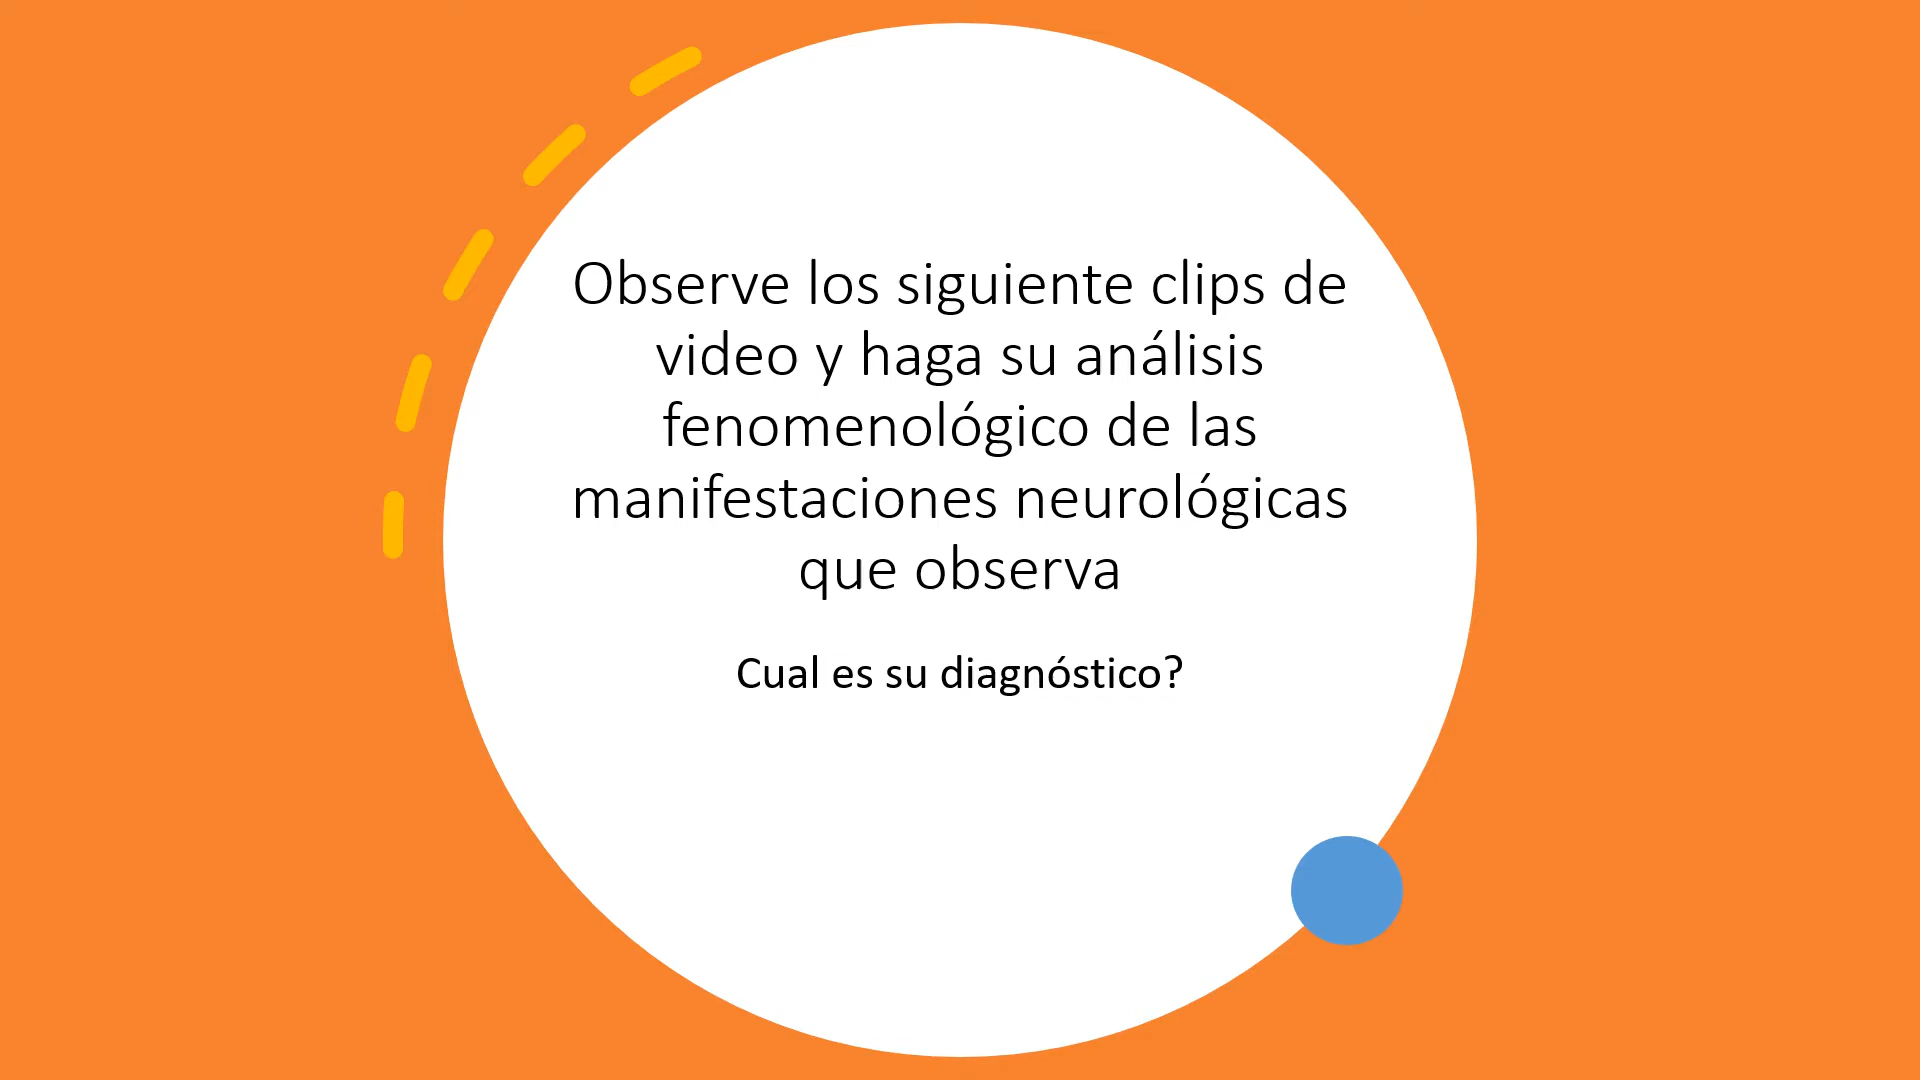 Observe los siguiente clips de
video y haga su análisis
fenomenológico de las
manifestaciones neurológicas
que observa
Cual es su diagnóstico?